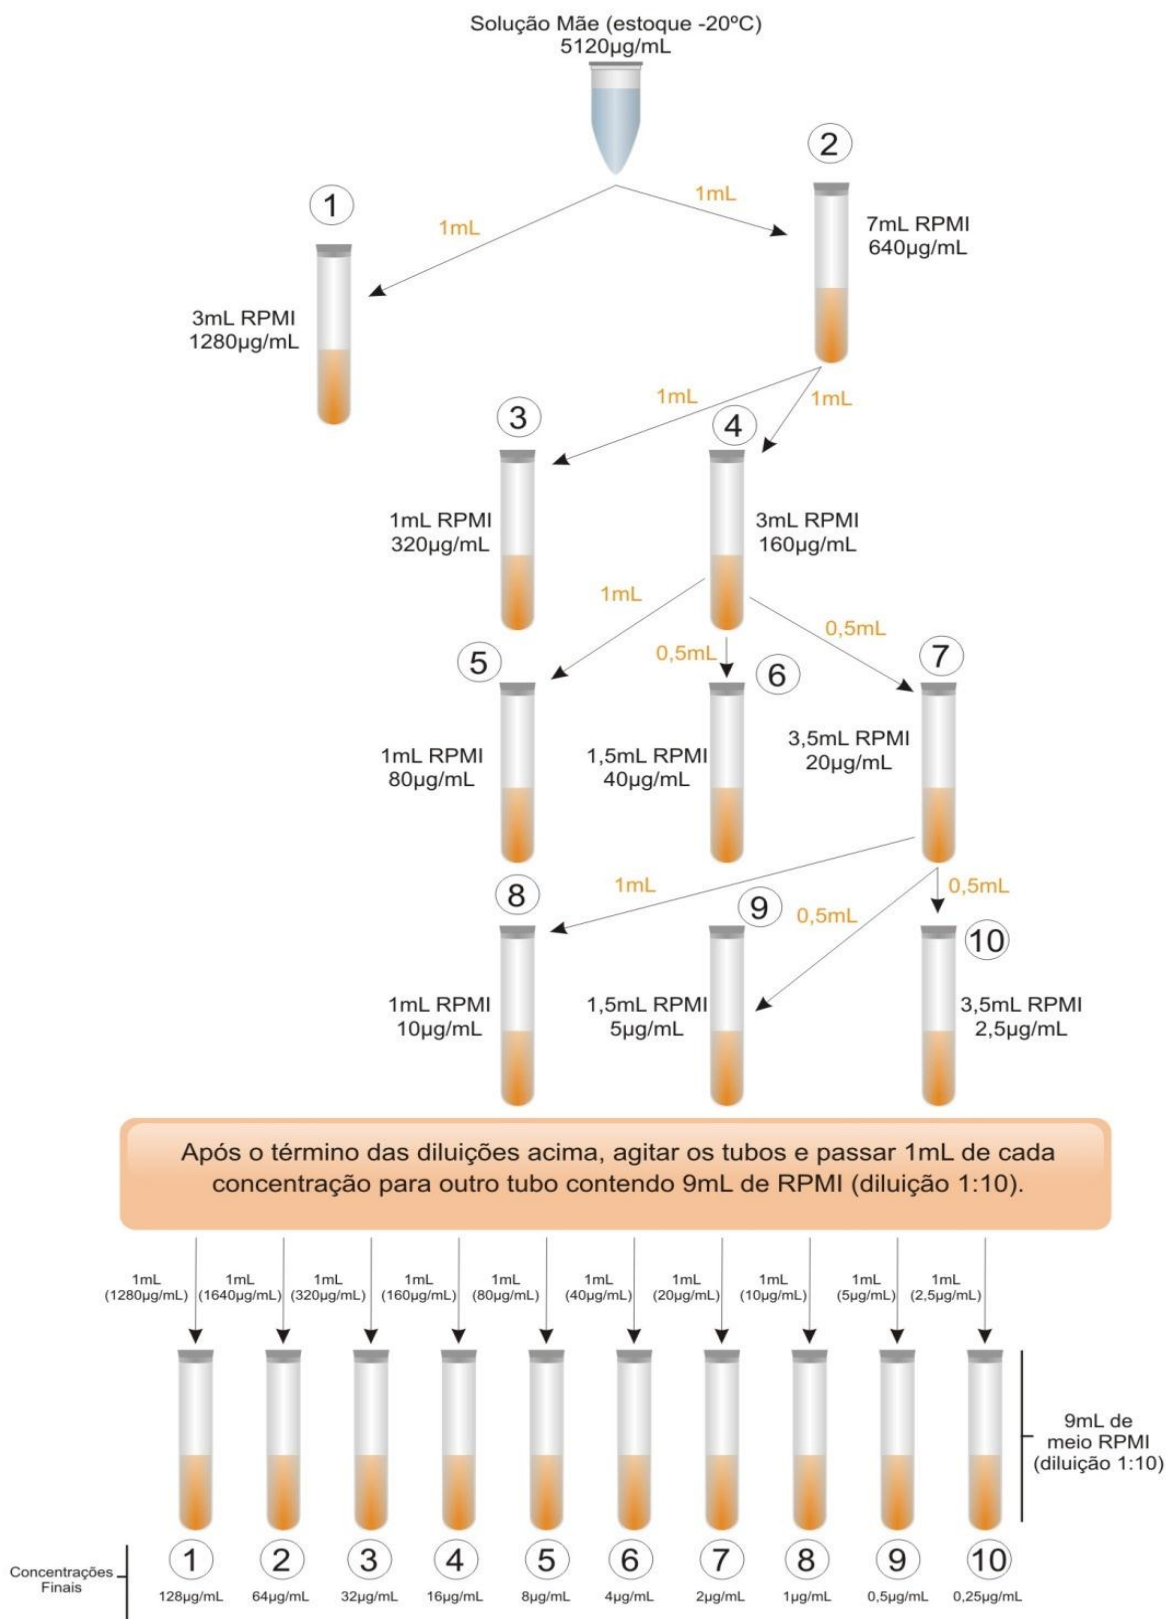 Solução Mãe (estoque -20ºC)
5120µg/mL
2
1mL
1
1mL
7mL RPMI
640µg/mL
3mL RPMI
1280µg/mL
1mL
1mL
3
4
1mL RPMI
320µg/mL
3mL RPMI
160µg/mL
1mL
0,5mL
0,5mL
5
6
7
1mL RPMI
80µg/mL
1,5mL RPMI
40µg/mL
3,5mL RPMI
20µg/mL
1mL
0,5mL
0,5mL
8
9
10
1mL RPMI
10µg/mL
1,5mL RPMI
5µg/mL
3,5mL RPMI
2,5µg/mL
Após o término das diluições acima, agitar os tubos e passar 1mL de cada
concentração para outro tubo contendo 9mL de RPMI (diluição 1:10).
1mL
(1280µg/mL)
1mL
(1640µg/mL)
1mL
(320µg/mL)
1mL
(160µg/mL)
1mL
(80µg/mL)
1mL
(40µg/mL)
1mL
(20µg/mL)
1mL
(10µg/mL)
1mL
(5µg/mL)
1mL
(2,5µg/mL)
9mL de
meio RPMI
(diluição 1:10)
Concentrações
Finais
1
128µg/mL
2
64µg/mL
3
32µg/mL
4
16µg/mL
5
8µg/mL
6
4µg/mL
7
2µg/mL
8
1µg/mL
9
0,5µg/mL
10
0,25µg/mL